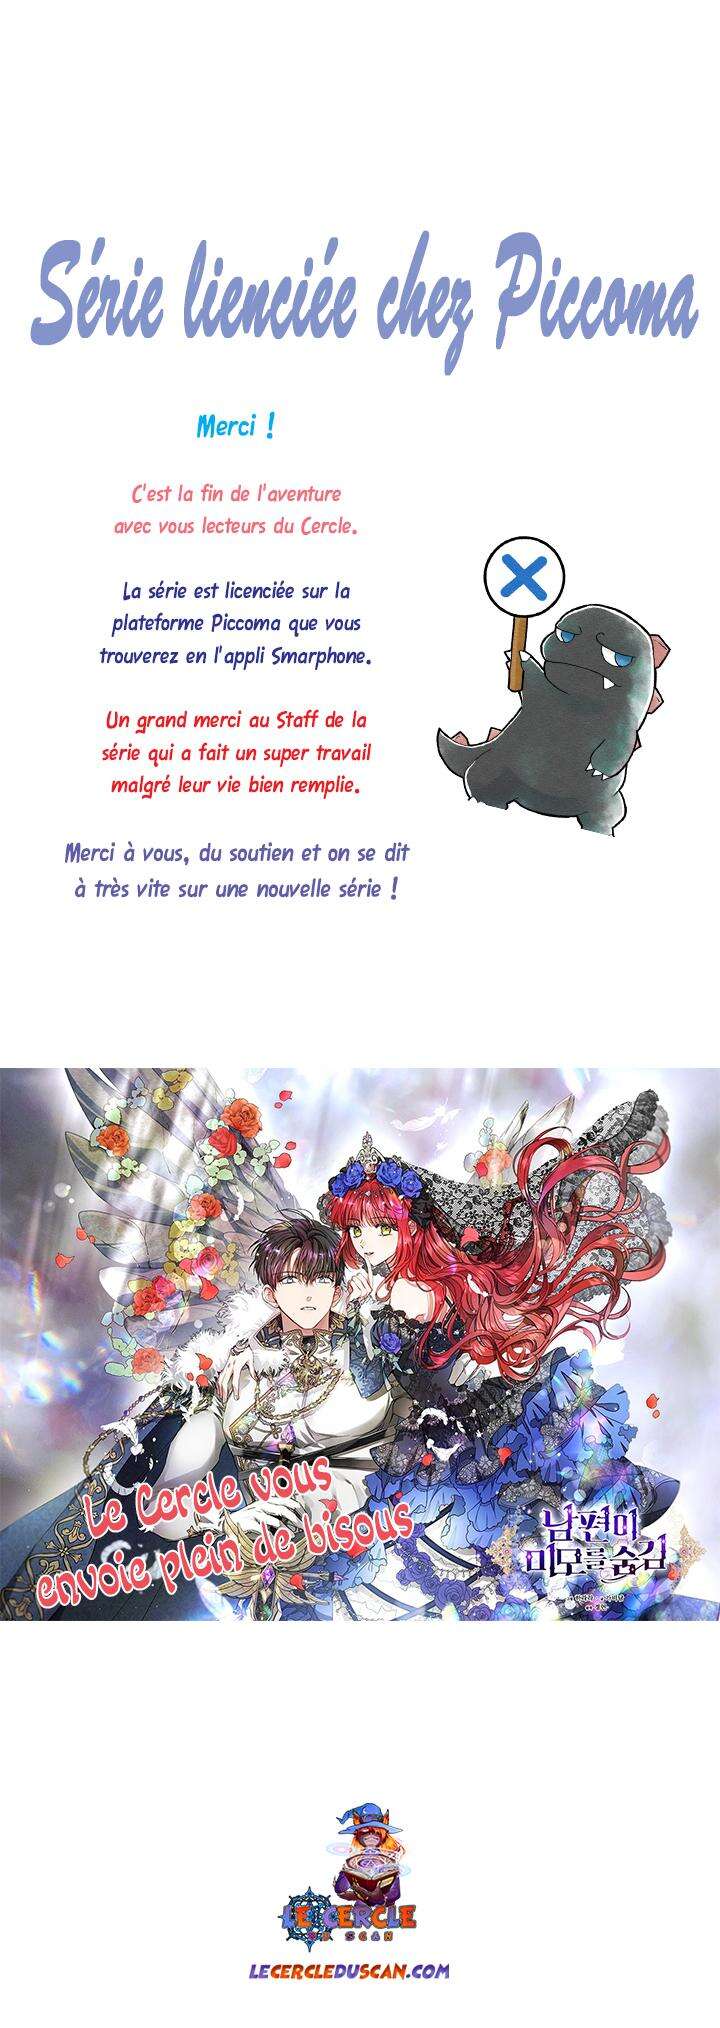 Série lienciée chez Piccoma
Merci !
C'est la fin de l'aventure
avec vous lecteurs du Cercle.
La série est licenciée sur la
plateforme Piccoma que vous
trouverez en l'appli Smarphone.
Un grand merci au Staff de la
série qui a fait un super travail
malgré leur vie bien remplie.
Merci à vous, du soutien et on se dit
à très vite sur une nouvelle série !
Le Cercle vous
envoie plein de bisous
남편이
미모를 숨김
LE CERCLE
DU SCAN
LECERCLEDUSCAN.COM